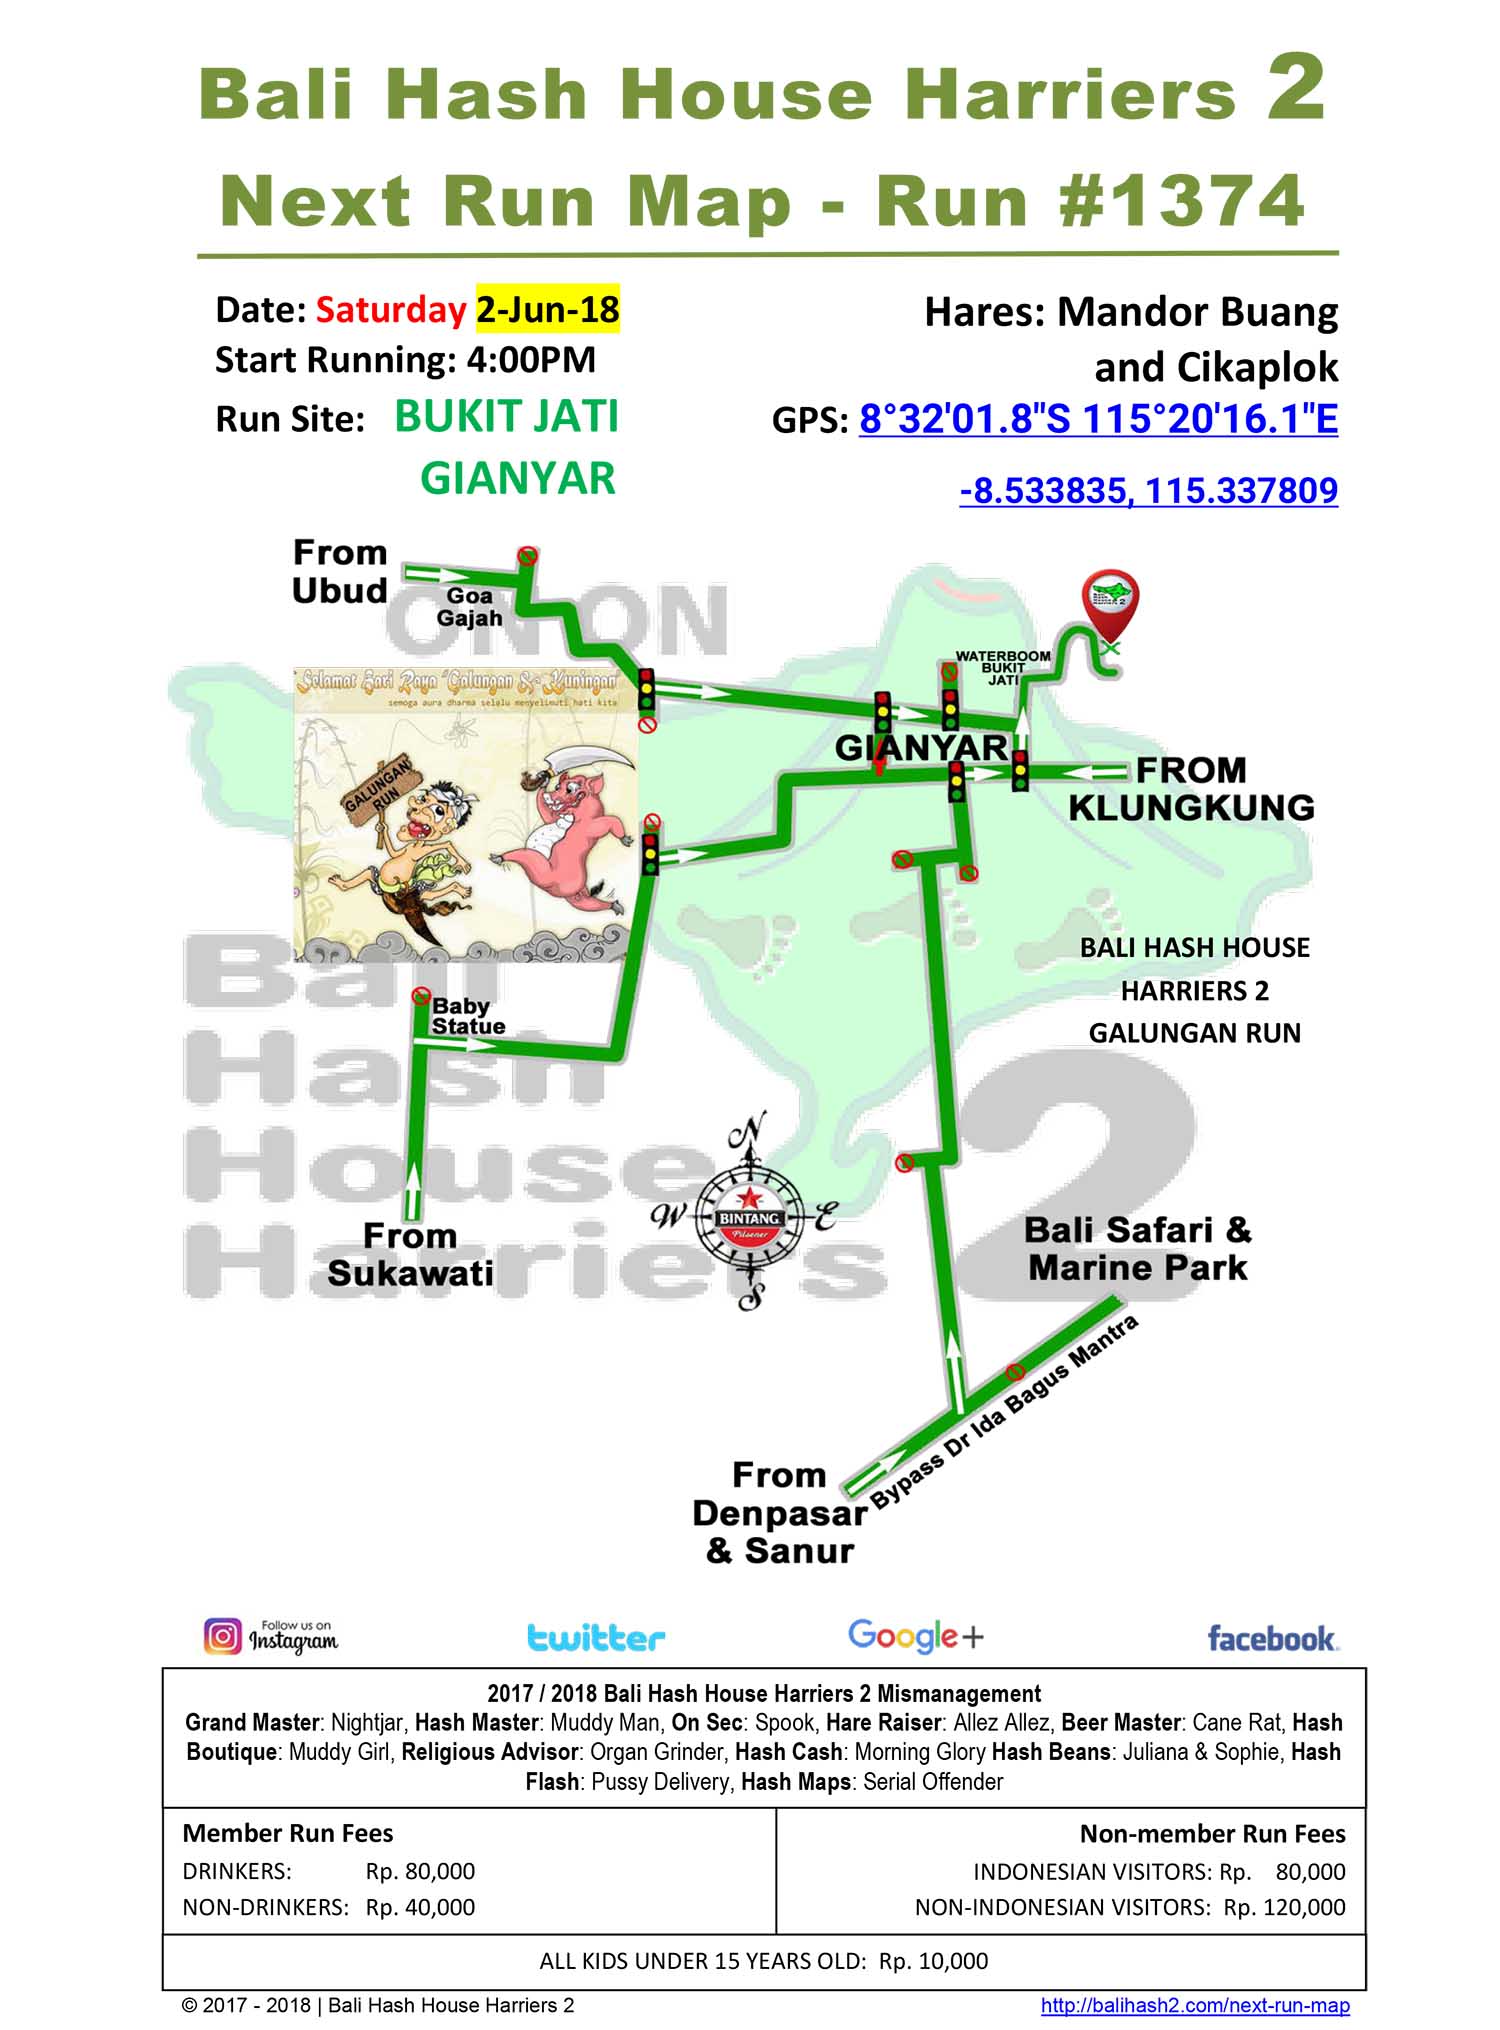 Bali Hash House Harriers 2
Next Run Map - Run #1374
Date: Saturday 2-Jun-18
Start Running: 4:00PM
Run Site: BUKIT JATI
GIANYAR
Hares: Mandor Buang
and Cikaplok
GPS: 8°32'01.8"S 115°20'16.1"E
-8.533835, 115.337809
From
Ubud
Goa
Gajah
ON ON
Bali
Hash
House
Harriers 2
WATERBOOM
BUKIT
JATI
Selamat Hari Raya "Galungan & Kuningan"
semoga aura dharma selalu menyelimuti hati kita
GALUNGAN
RUN
GIANYAR
FROM
KLUNGKUNG
BALI HASH HOUSE
HARRIERS 2
GALUNGAN RUN
Baby
Statue
Bali
Hash
House
Harriers 2
N
W
E
S
BINTANG
Pilsener
From
Sukawati
Bali Safari &
Marine Park
Bypass Dr Ida Bagus Mantra
From
Denpasar
& Sanur
Follow us on
Instagram
twitter
Google+
facebook
2017 / 2018 Bali Hash House Harriers 2 Mismanagement
Grand Master: Nightjar, Hash Master: Muddy Man, On Sec: Spook, Hare Raiser: Allez Allez, Beer Master: Cane Rat, Hash
Boutique: Muddy Girl, Religious Advisor: Organ Grinder, Hash Cash: Morning Glory Hash Beans: Juliana & Sophie, Hash
Flash: Pussy Delivery, Hash Maps: Serial Offender
Member Run Fees
DRINKERS: Rp. 80,000
NON-DRINKERS: Rp. 40,000
Non-member Run Fees
INDONESIAN VISITORS: Rp. 80,000
NON-INDONESIAN VISITORS: Rp. 120,000
ALL KIDS UNDER 15 YEARS OLD: Rp. 10,000
© 2017 - 2018 | Bali Hash House Harriers 2
http://balihash2.com/next-run-map